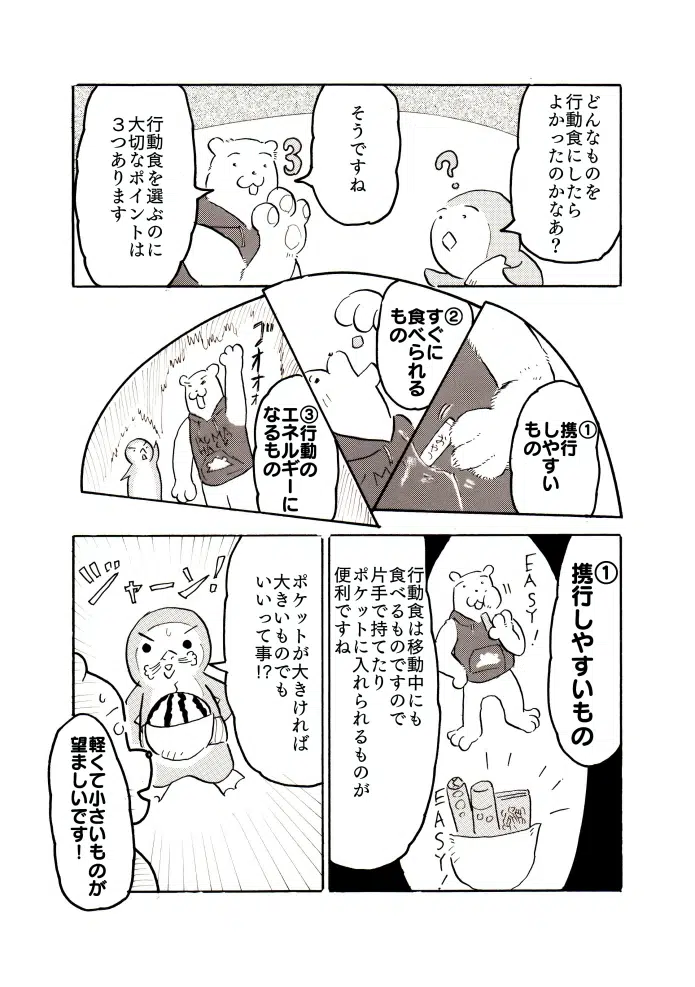 どんなものを
行動食にしたら
よかったのかなあ？
?
そうですね
3
行動食を選ぶのに
大切なポイントは
3つあります
①
携行
しやすい
もの
②
すぐに
食べられる
もの
③行動の
エネルギーに
なるもの
ゴオオォ
①
携行しやすいもの
EASY!
EASY!
行動食は移動中にも
食べるものですので
片手で持てたり
ポケットに入れられるものが
便利ですね
ジャーン!
ポケットが大きければ
大きいものでも
いいって事!?
軽くて小さいものが
望ましいです！